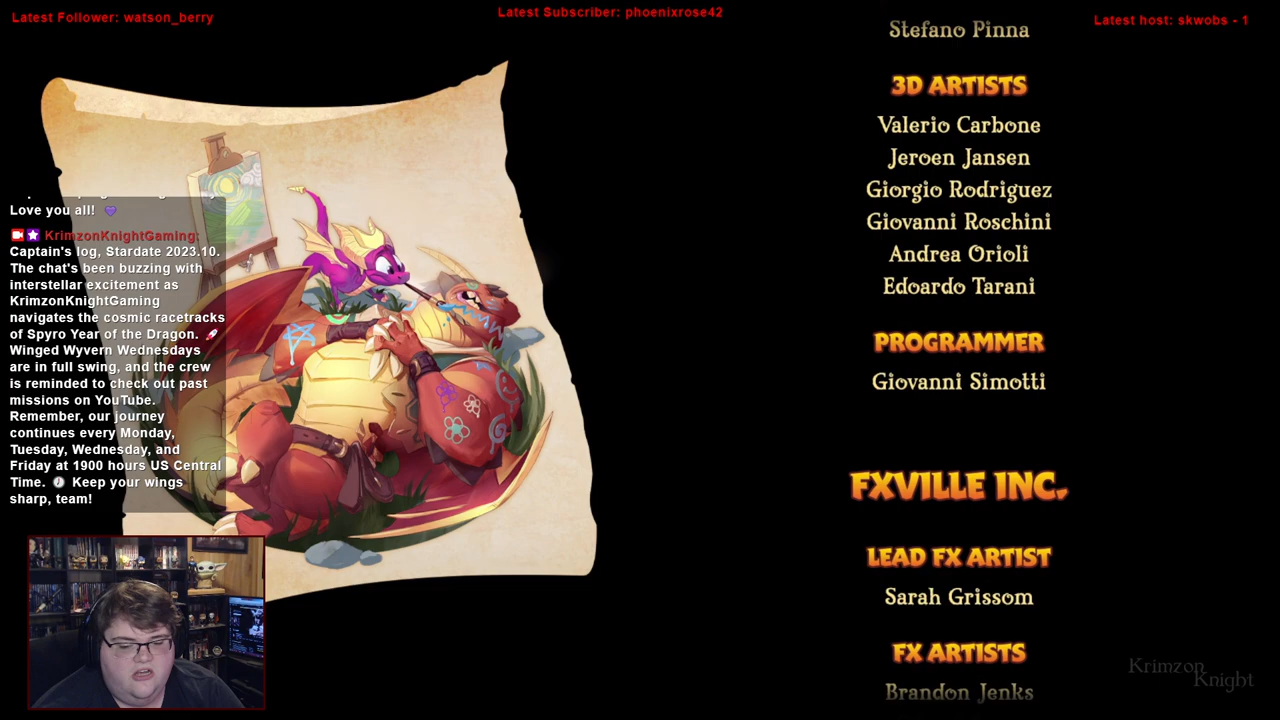 Latest Follower: watson_berry
Latest Subscriber: phoenixrose42
Latest host: skwobs - 1
Love you all!
KrimzonKnightGaming:
Captain's log, Stardate 2023.10.
The chat's been buzzing with
interstellar excitement as
KrimzonKnightGaming
navigates the cosmic racetracks
of Spyro Year of the Dragon.
Winged Wyvern Wednesdays
are in full swing, and the crew
is reminded to check out past
missions on YouTube.
Remember, our journey
continues every Monday,
Tuesday, Wednesday, and
Friday at 1900 hours US Central
Time. Keep your wings
sharp, team!
Stefano Pinna
3D ARTISTS
Valerio Carbone
Jeroen Jansen
Giorgio Rodriguez
Giovanni Roschini
Andrea Orioli
Edoardo Tarani
PROGRAMMER
Giovanni Simotti
FXVILLE INC.
LEAD FX ARTIST
Sarah Grissom
FX ARTISTS
Brandon Jenks
Krimzon
Knight